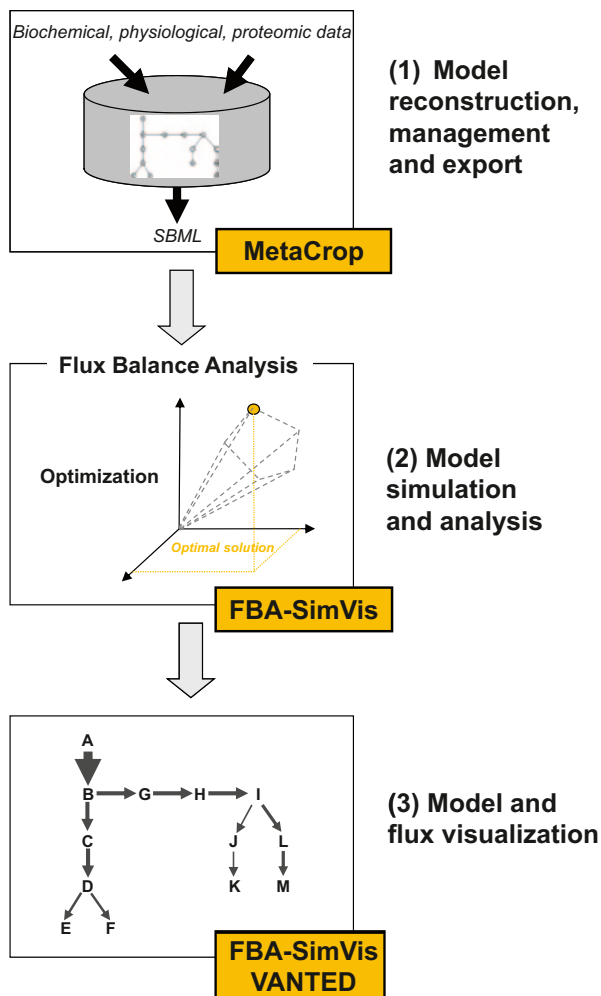 Biochemical, physiological, proteomic data
SBML
MetaCrop
(1) Model
reconstruction,
management
and export
Flux Balance Analysis
Optimization
Optimal solution
FBA-SimVis
(2) Model
simulation
and analysis
A
B G H I
C J L
D K M
E F
FBA-SimVis
VANTED
(3) Model and
flux visualization